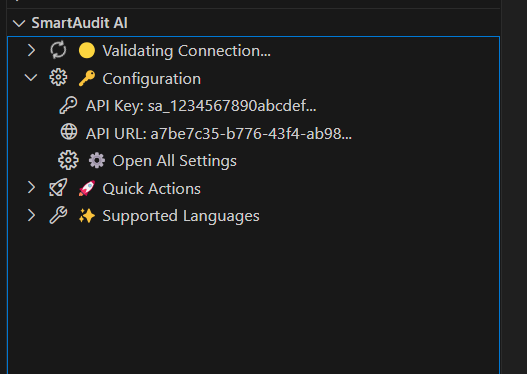 SmartAudit AI
Validating Connection...
Configuration
API Key: sa_1234567890abcdef...
API URL: a7be7c35-b776-43f4-ab98...
Open All Settings
Quick Actions
Supported Languages